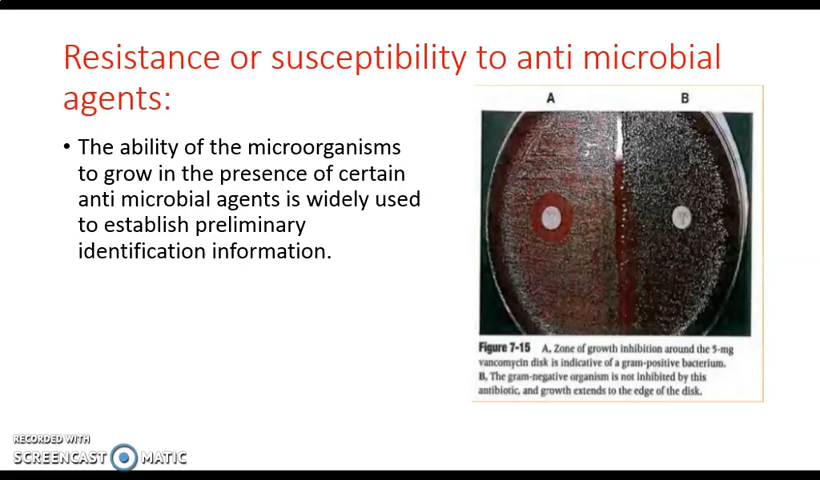 Resistance or susceptibility to anti microbial
agents:
• The ability of the microorganisms
to grow in the presence of certain
anti microbial agents is widely used
to establish preliminary
identification information.
A B
Figure 7-15 A, Zone of growth inhibition around the 5-mg
vancomycin disk is indicative of a gram-positive bacterium.
B, The gram-negative organism is not inhibited by this
antibiotic, and growth extends to the edge of the disk.
RECORDED WITH
SCREENCAST MATIC